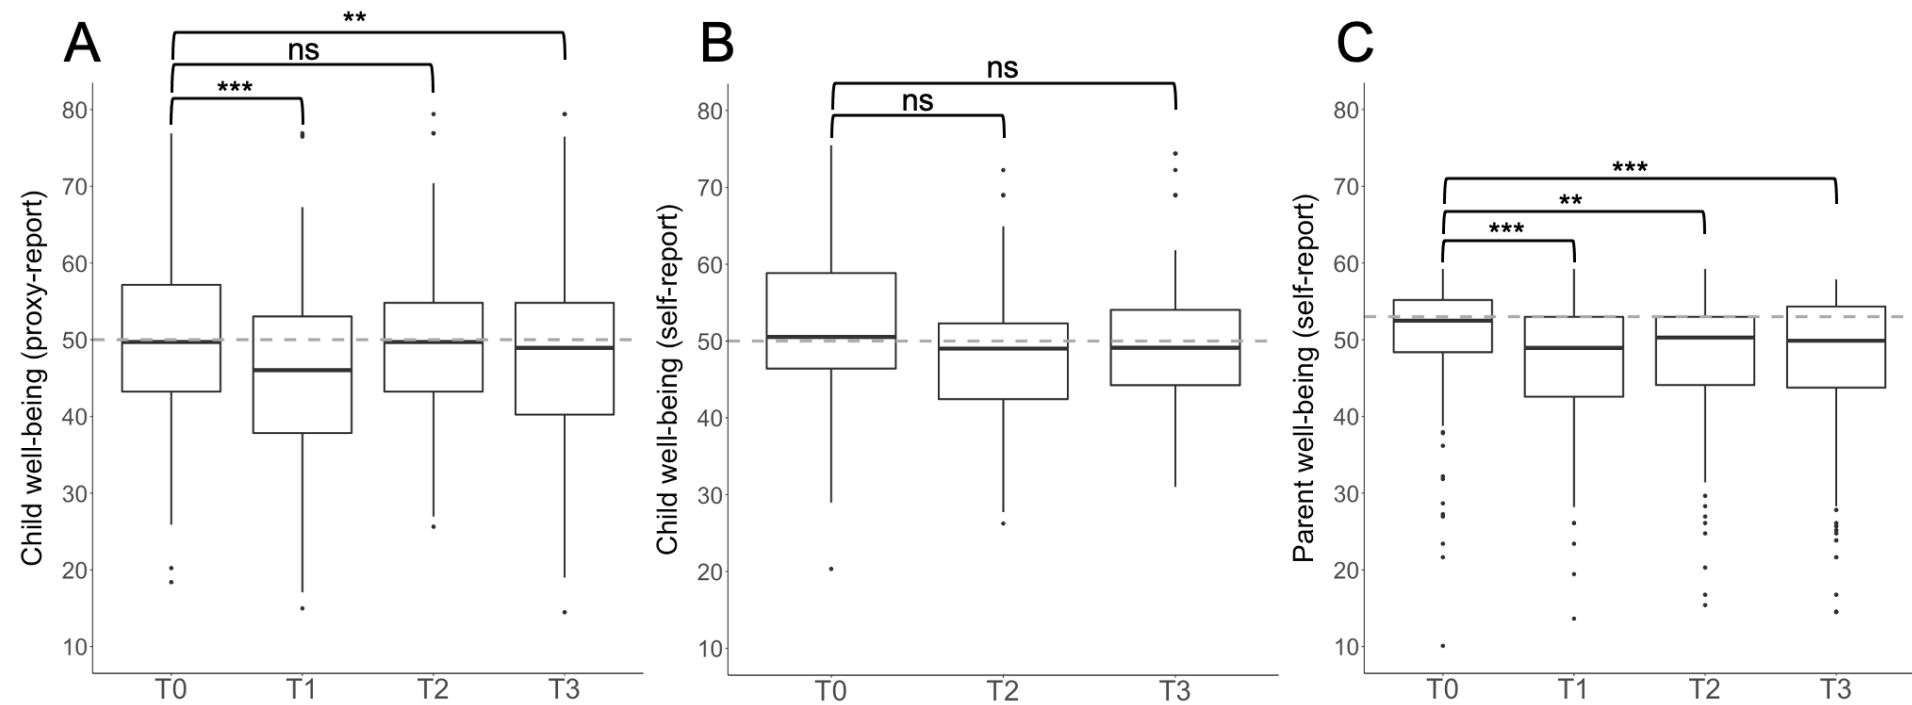 A
**
ns
***
Child well-being (proxy-report)
80
70
60
50
40
30
20
10
T0 T1 T2 T3
B
ns
ns
Child well-being (self-report)
80
70
60
50
40
30
20
10
T0 T2 T3
C
***
**
***
Parent well-being (self-report)
80
70
60
50
40
30
20
10
T0 T1 T2 T3